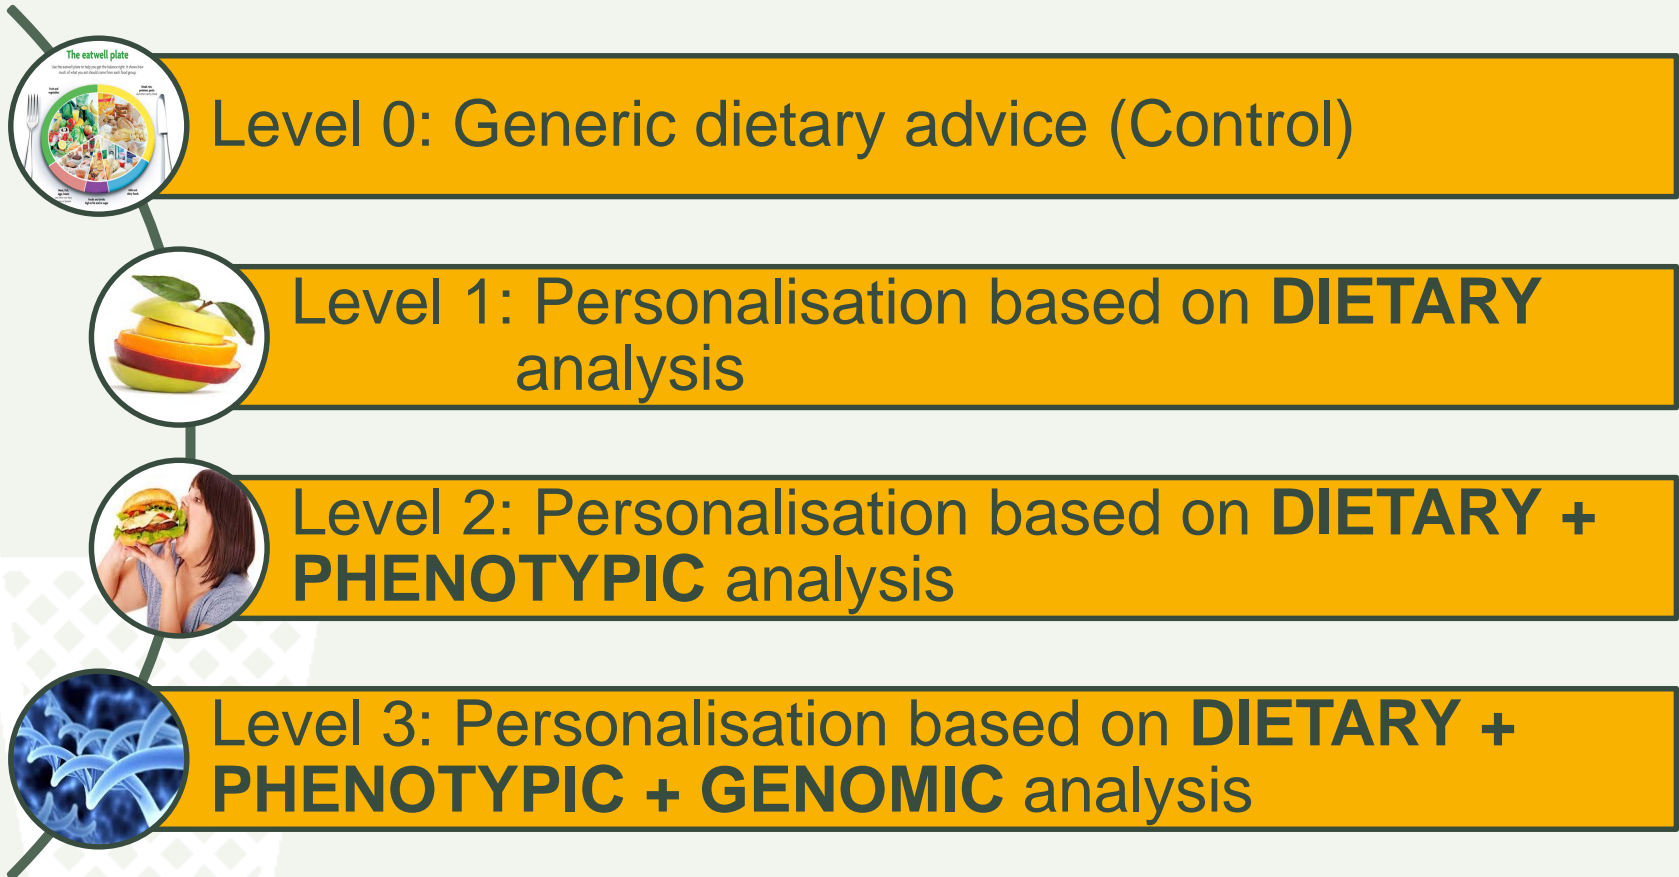 The eatwell plate
Level 0: Generic dietary advice (Control)
Level 1: Personalisation based on DIETARY
analysis
Level 2: Personalisation based on DIETARY +
PHENOTYPIC analysis
Level 3: Personalisation based on DIETARY +
PHENOTYPIC + GENOMIC analysis